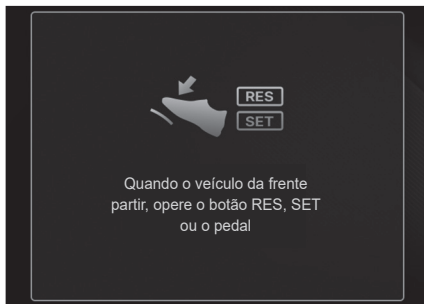 RES
SET
Quando o veículo da frente
partir, opere o botão RES, SET
ou o pedal